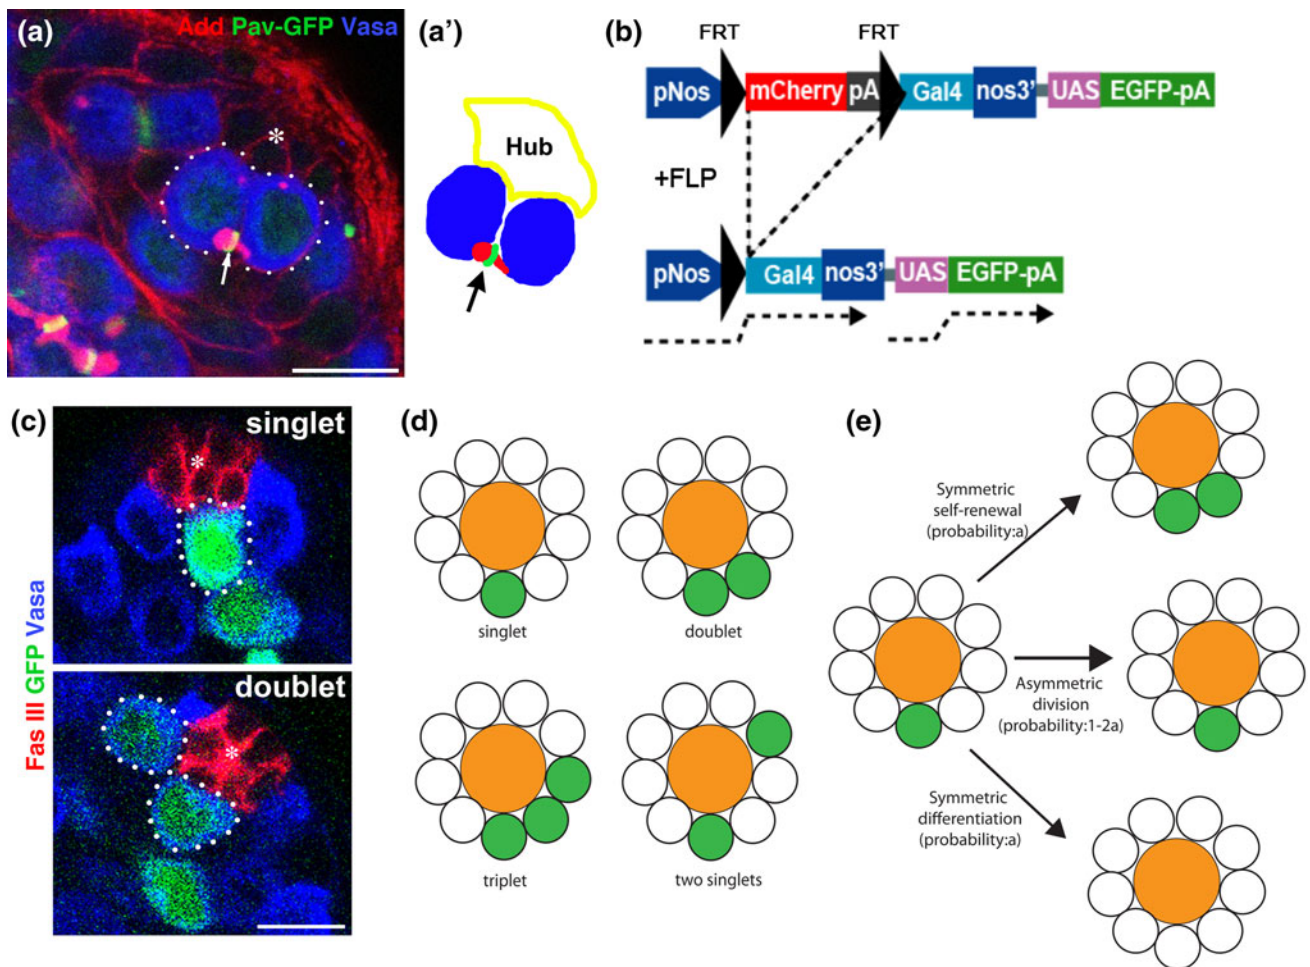 (a)
Add Pav-GFP Vasa
*
(a')
Hub
(b)
FRT FRT
pNos mCherry pA Gal4 nos3' UAS EGFP-pA
+FLP
pNos Gal4 nos3' UAS EGFP-pA
(c)
singlet
*
doublet
*
Fas III GFP Vasa
(d)
singlet
doublet
triplet
two singlets
(e)
Symmetric
self-renewal
(probability:a)
Asymmetric
division
(probability:1-2a)
Symmetric
differentiation
(probability:a)